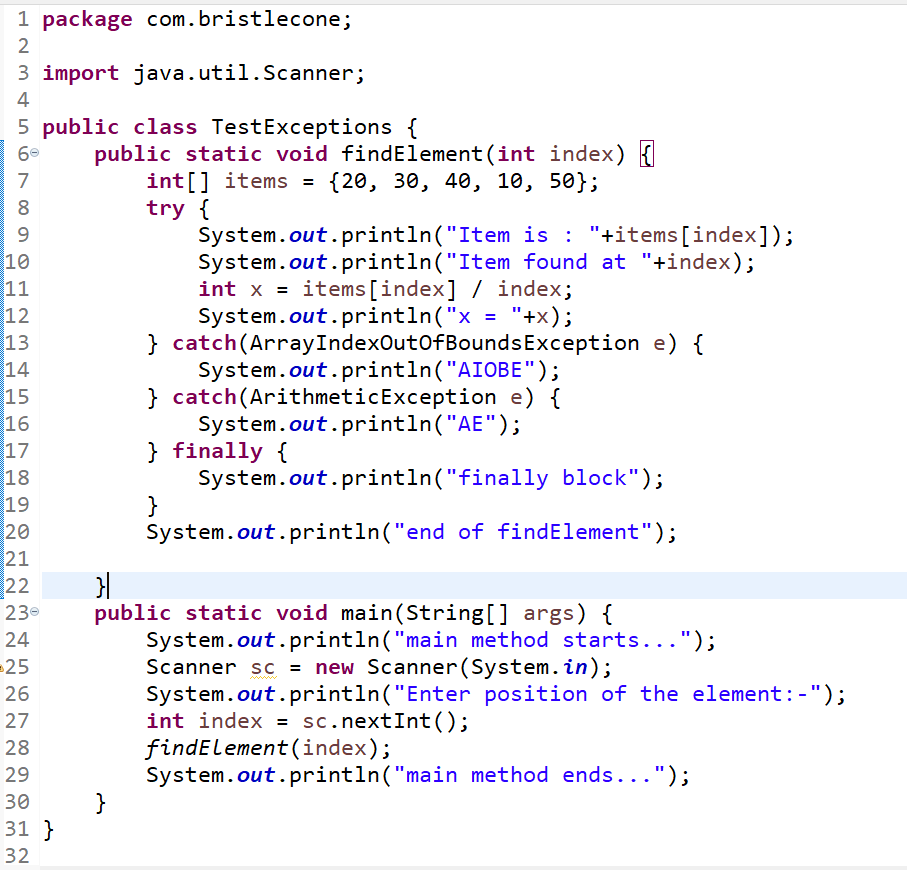 1 package com.bristlecone;
2
3 import java.util.Scanner;
4
5 public class TestExceptions {
6     public static void findElement(int index) {
7         int[] items = {20, 30, 40, 10, 50};
8         try {
9             System.out.println("Item is : "+items[index]);
10             System.out.println("Item found at "+index);
11             int x = items[index] / index;
12             System.out.println("x = "+x);
13         } catch(ArrayIndexOutOfBoundsException e) {
14             System.out.println("AIOBE");
15         } catch(ArithmeticException e) {
16             System.out.println("AE");
17         } finally {
18             System.out.println("finally block");
19         }
20         System.out.println("end of findElement");
21
22     }
23     public static void main(String[] args) {
24         System.out.println("main method starts...");
25         Scanner sc = new Scanner(System.in);
26         System.out.println("Enter position of the element:-");
27         int index = sc.nextInt();
28         findElement(index);
29         System.out.println("main method ends...");
30     }
31 }
32